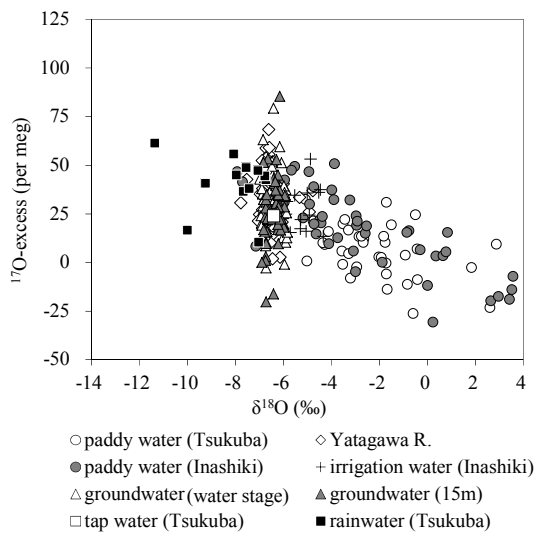 125
100
75
50
25
0
-25
-50
¹⁷O-excess (per meg)
-14 -12 -10 -8 -6 -4 -2 0 2 4
δ¹⁸O (‰)
paddy water (Tsukuba) Yatagawa R.
paddy water (Inashiki) irrigation water (Inashiki)
groundwater (water stage) groundwater (15m)
tap water (Tsukuba) rainwater (Tsukuba)